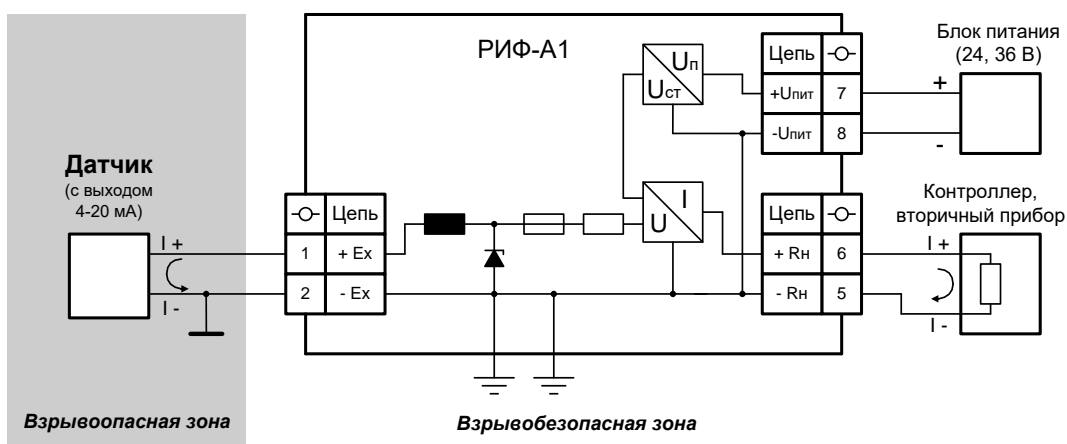 РИФ-А1
Блок питания
(24, 36 В)
Uп
Uст
Цепь
+Uпит 7
-Uпит 8
+
-
Датчик
(с выходом
4-20 мА)
I +
I -
Цепь
1 + Ex
2 - Ex
U I
Цепь
+ Rн 6
- Rн 5
Контроллер,
вторичный прибор
I +
I -
Взрывоопасная зона
Взрывобезопасная зона